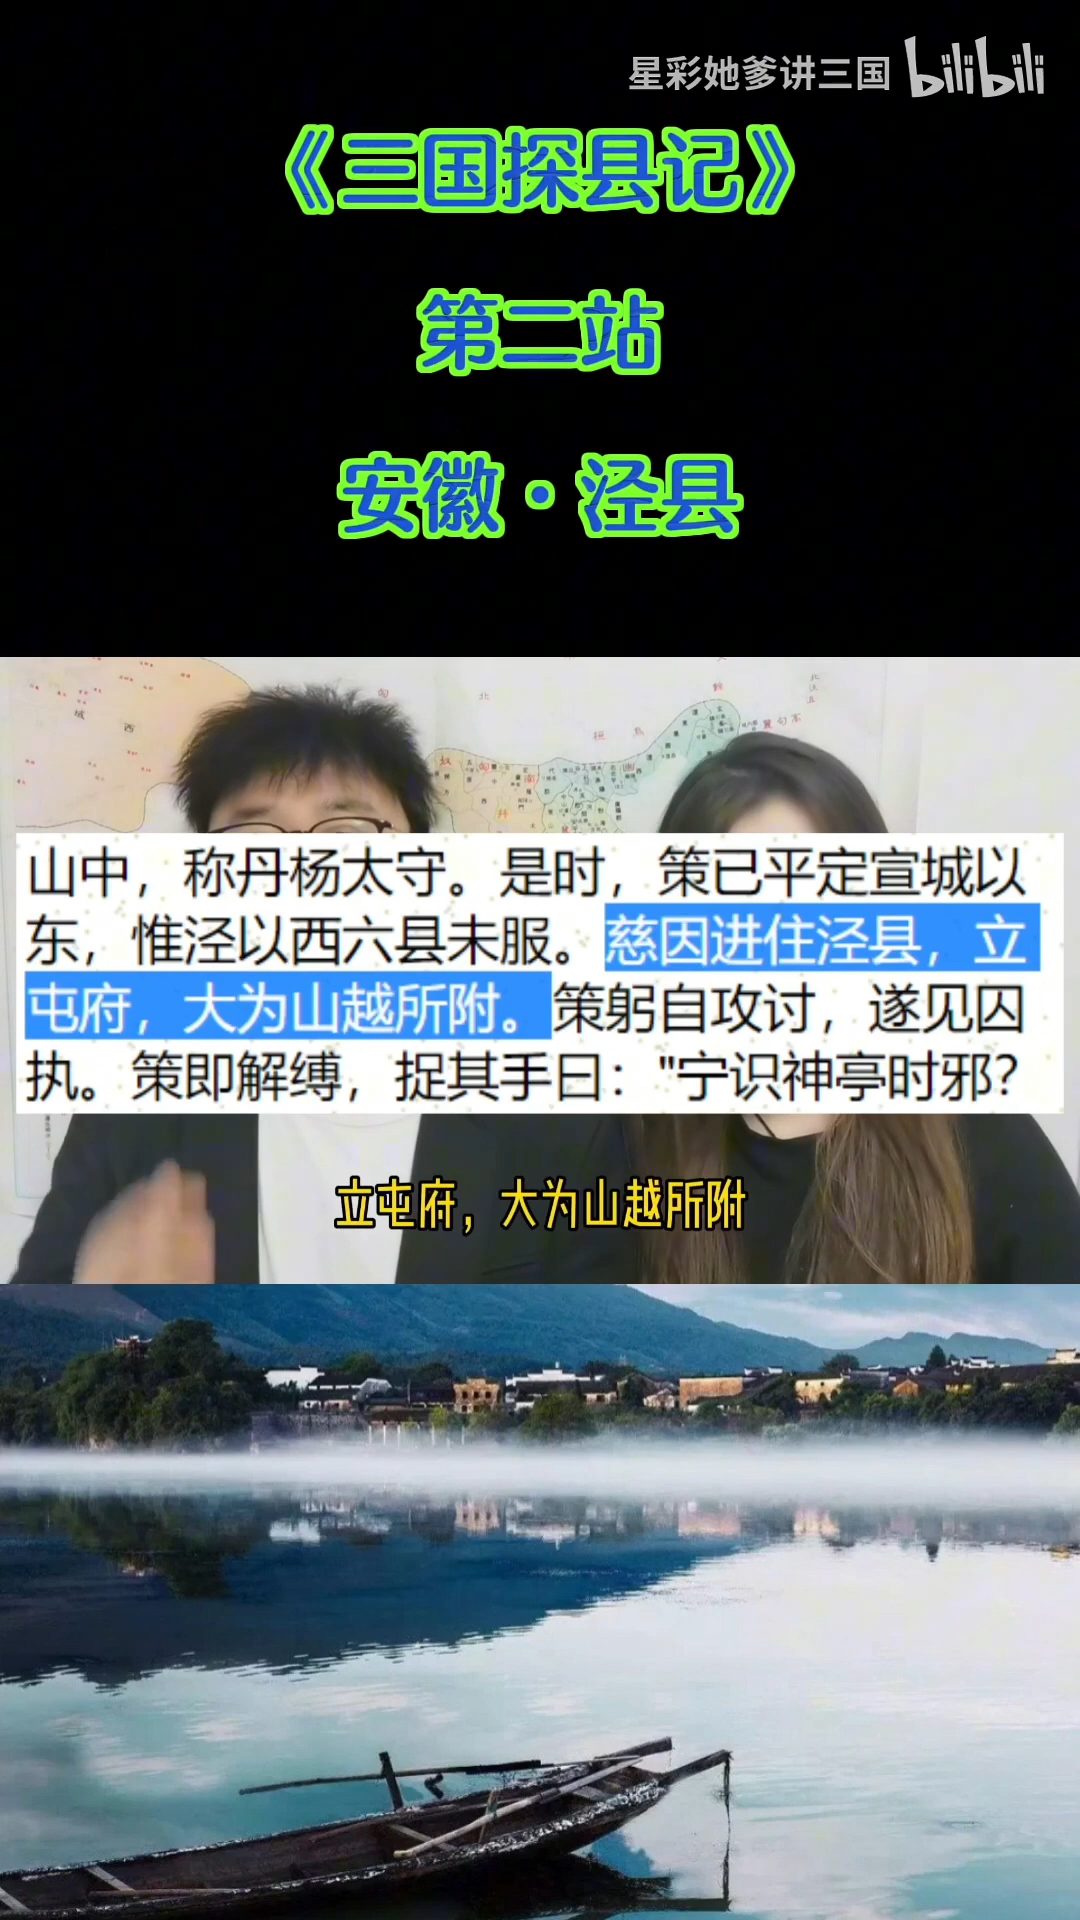 星彩她爹讲三国 bilibili
《三国探县记》
第二站
安徽·泾县
山中，称丹杨太守。是时，策已平定宣城以
东，惟泾以西六县未服。慈因进住泾县，立
屯府，大为山越所附。策躬自攻讨，遂见囚
执。策即解缚，捉其手曰："宁识神亭时邪？
立屯府，大为山越所附